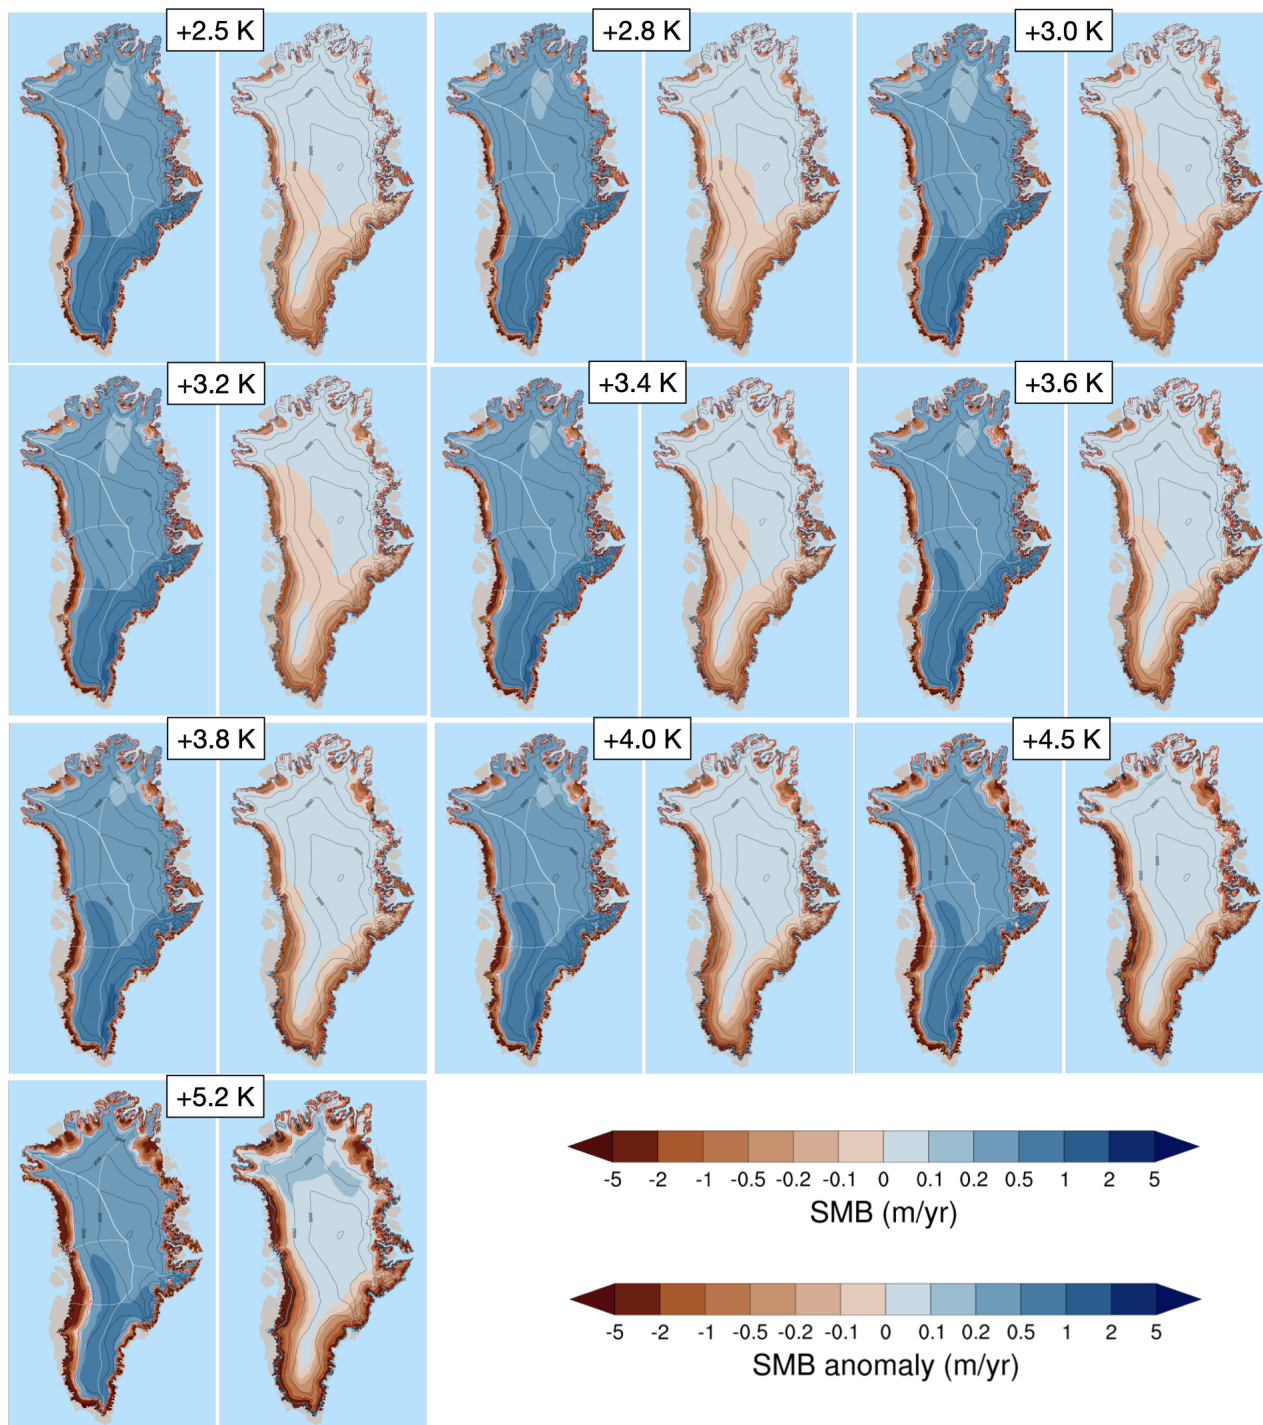 +2.5 K
+2.8 K
+3.0 K
+3.2 K
+3.4 K
+3.6 K
+3.8 K
+4.0 K
+4.5 K
+5.2 K
-5 -2 -1 -0.5 -0.2 -0.1 0 0.1 0.2 0.5 1 2 5
SMB (m/yr)
-5 -2 -1 -0.5 -0.2 -0.1 0 0.1 0.2 0.5 1 2 5
SMB anomaly (m/yr)